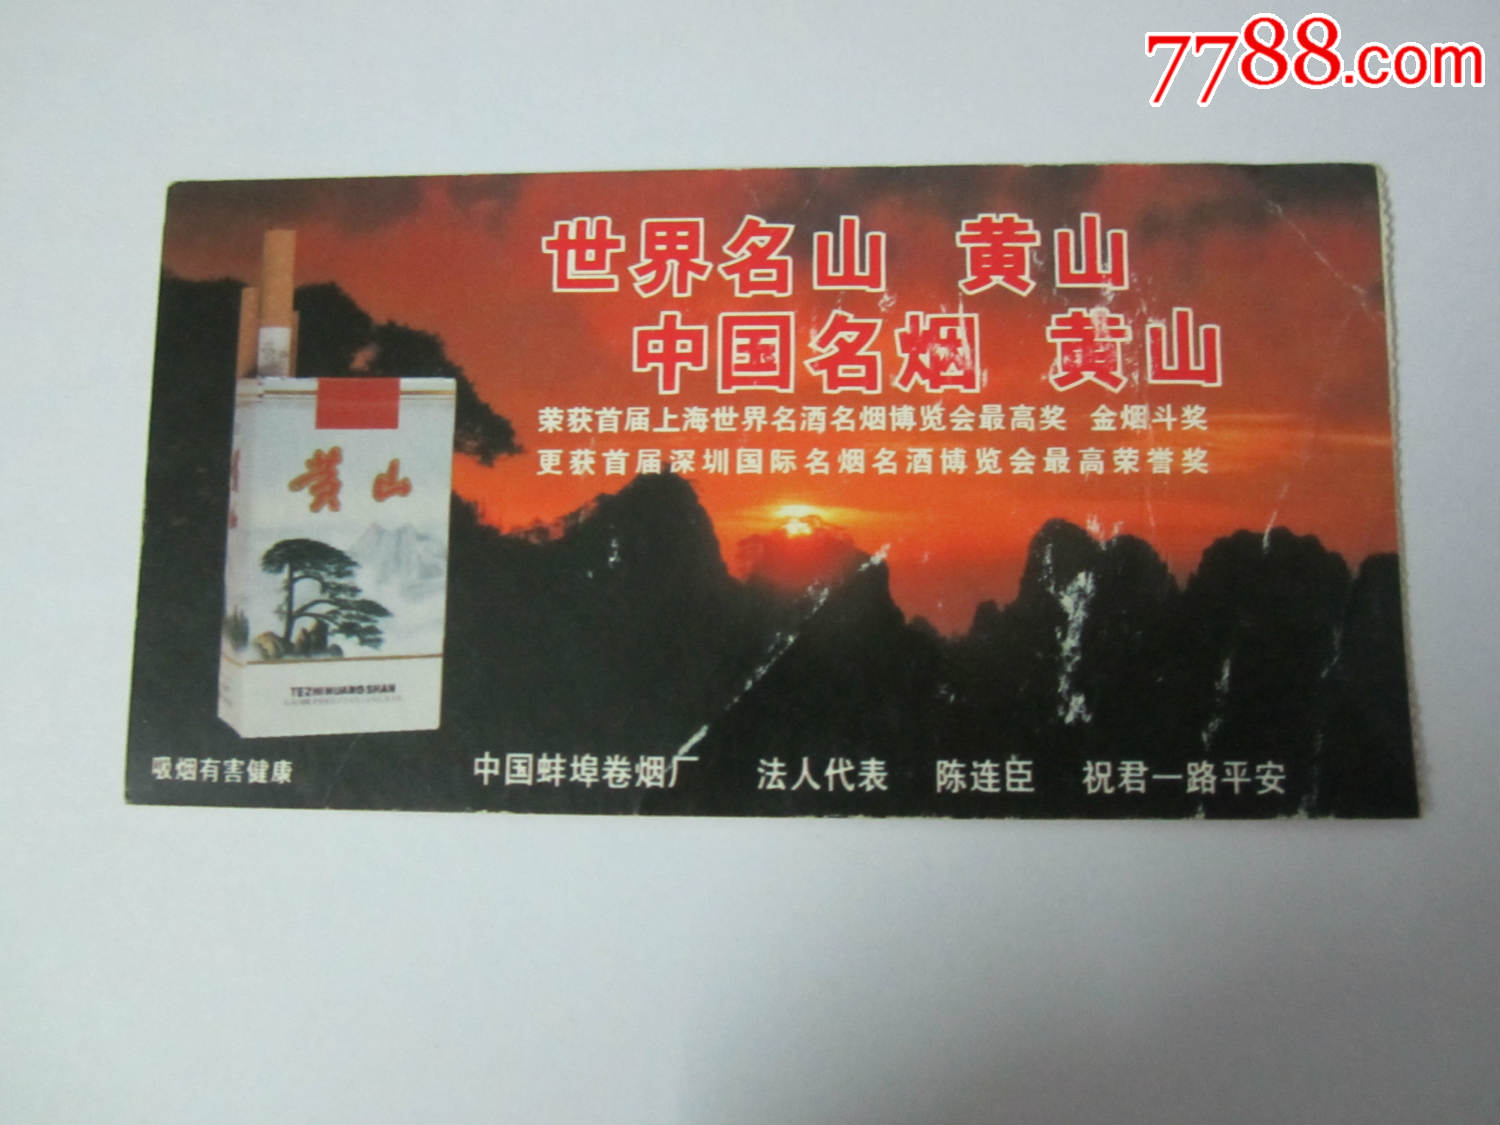 7788.com
世界名山 黄山
中国名烟 黄山
荣获首届上海世界名酒名烟博览会最高奖 金烟斗奖
更获首届深圳国际名烟名酒博览会最高荣誉奖
黄山
TEZHIHUANGSHAN
吸烟有害健康 中国蚌埠卷烟厂 法人代表 陈连臣 祝君一路平安